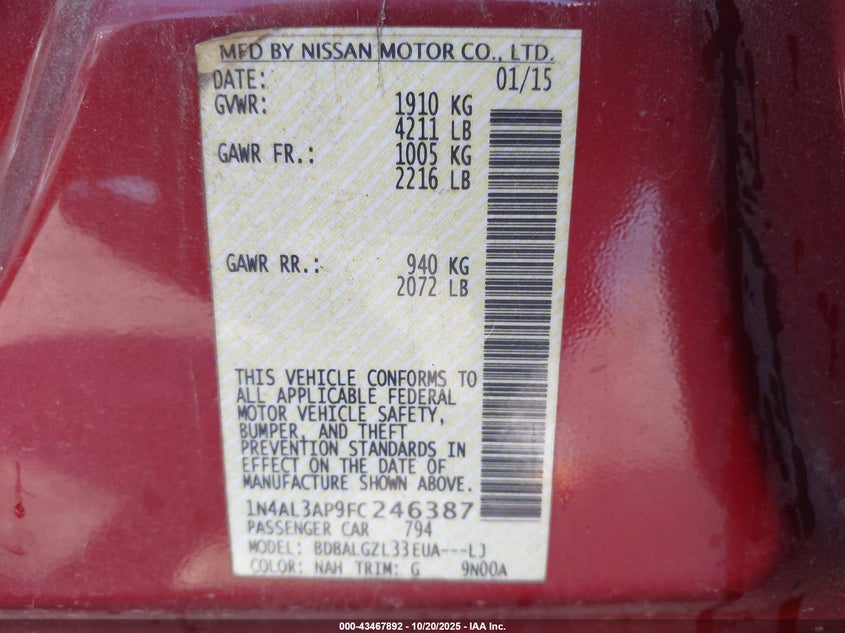 MFD BY NISSAN MOTOR CO., LTD.
DATE: 01/15
GVWR: 1910 KG
4211 LB
GAWR FR.: 1005 KG
2216 LB
GAWR RR.: 940 KG
2072 LB
THIS VEHICLE CONFORMS TO
ALL APPLICABLE FEDERAL
MOTOR VEHICLE SAFETY,
BUMPER, AND THEFT
PREVENTION STANDARDS IN
EFFECT ON THE DATE OF
MANUFACTURE SHOWN ABOVE.
1N4AL3AP9FC246387
PASSENGER CAR 794
MODEL: BDBALGZL33EUA---LJ
COLOR: NAH TRIM: G 9N00A
000-43467892 - 10/20/2025 - IAA Inc.